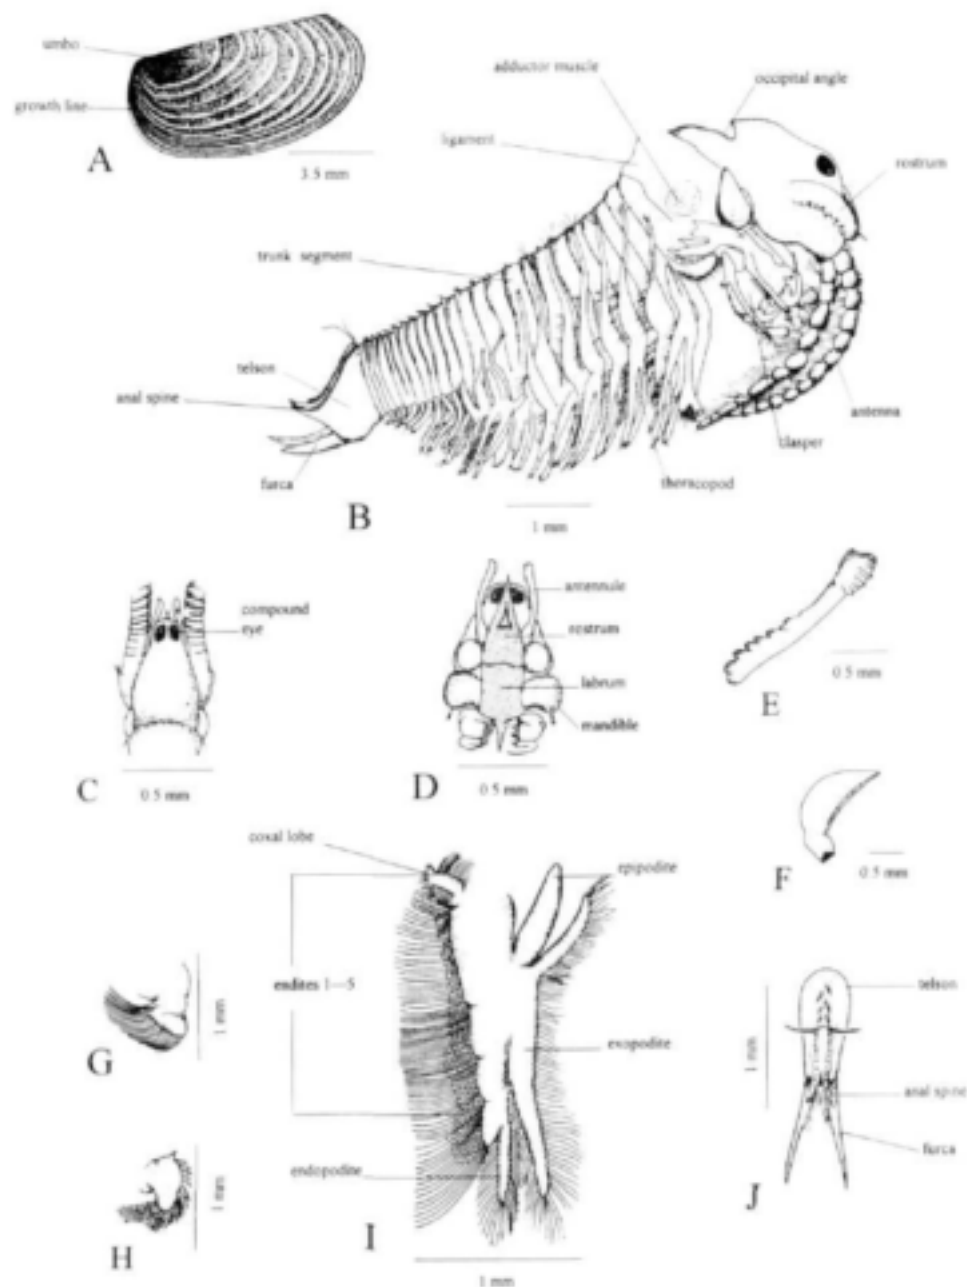 umbo
growth line
A
3.5 mm
adductor muscle
occipital angle
ligament
rostrum
trunk segment
telson
anal spine
furca
antenna
clasper
thoracopod
B
1 mm
compound
eye
C
0.5 mm
antennule
rostrum
labrum
mandible
D
0.5 mm
E
0.5 mm
F
0.5 mm
coxal lobe
epipodite
endites 1—5
exopodite
endopodite
I
1 mm
G
1 mm
H
1 mm
telson
anal spine
furca
J
1 mm